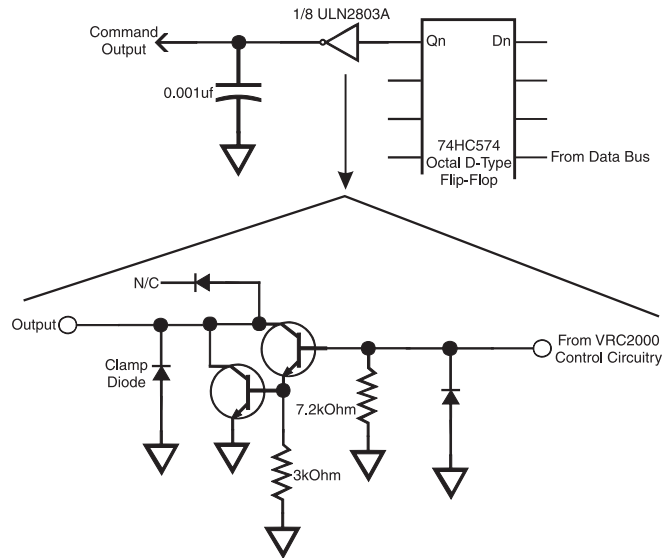 1/8 ULN2803A
Command
Output
Qn
Dn
0.001uf
74HC574
Octal D-Type
Flip-Flop
From Data Bus
N/C
Output
Clamp
Diode
7.2kOhm
3kOhm
From VRC2000
Control Circuitry